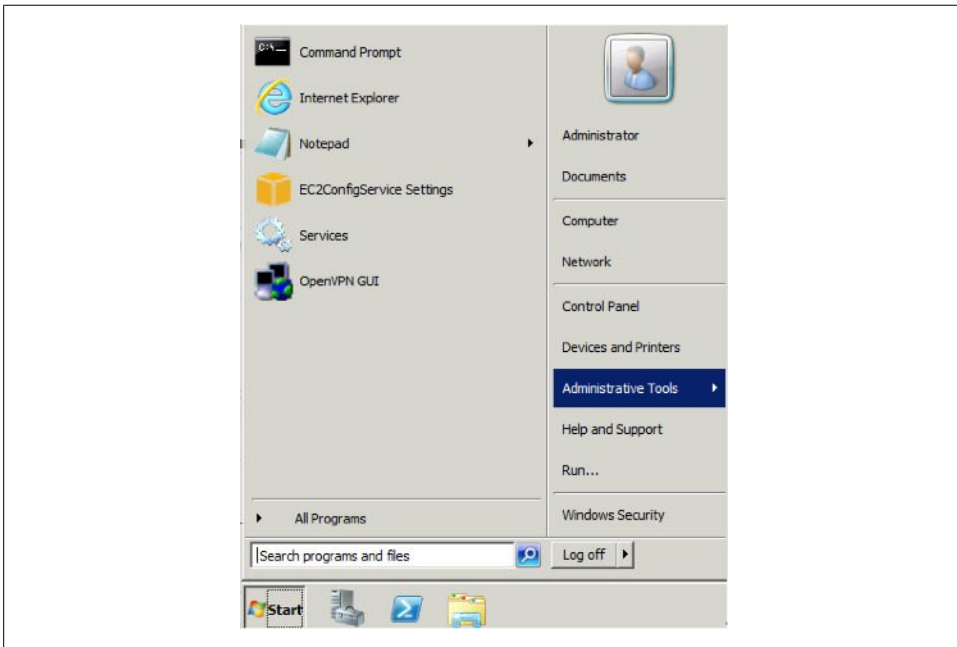 Command Prompt
Internet Explorer
Notepad
EC2ConfigService Settings
Services
OpenVPN GUI
All Programs
Search programs and files
Administrator
Documents
Computer
Network
Control Panel
Devices and Printers
Administrative Tools
Help and Support
Run...
Windows Security
Log off
Start